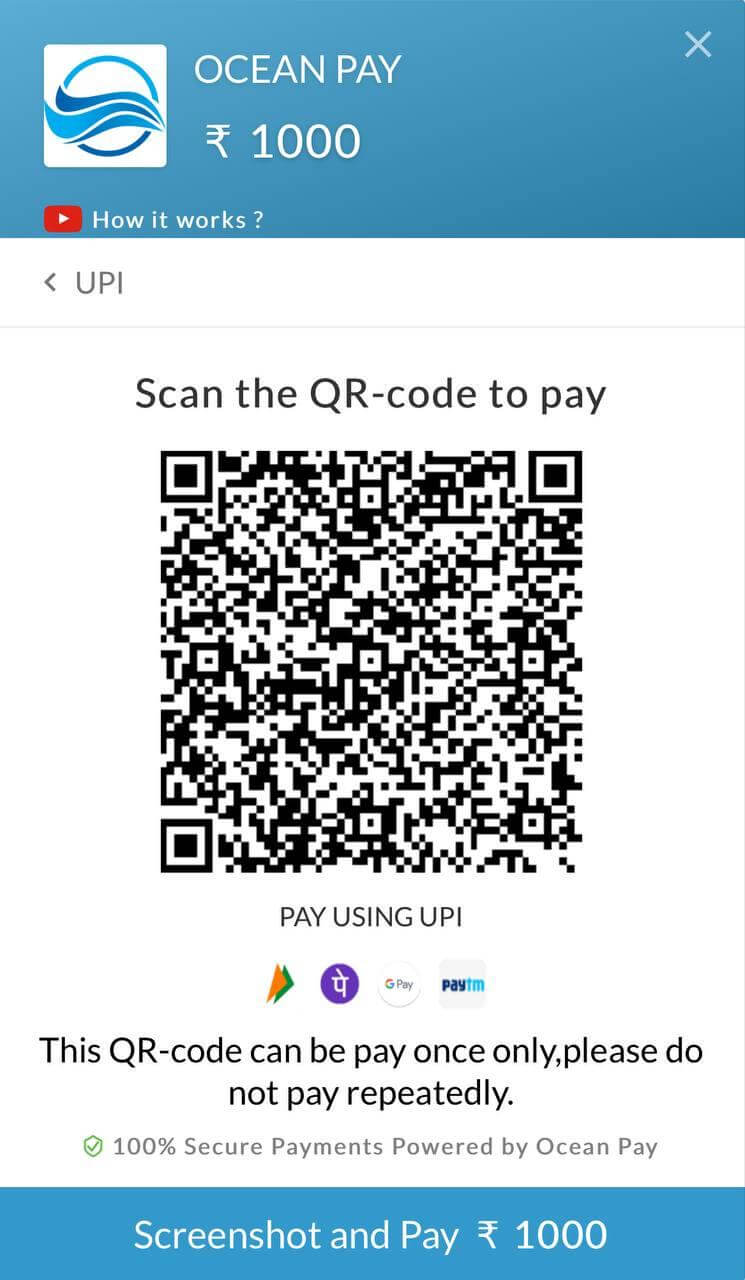 OCEAN PAY
₹ 1000
How it works ?
UPI
Scan the QR-code to pay
PAY USING UPI
पे
G Pay
paytm
This QR-code can be pay once only,please do
not pay repeatedly.
100% Secure Payments Powered by Ocean Pay
Screenshot and Pay ₹ 1000